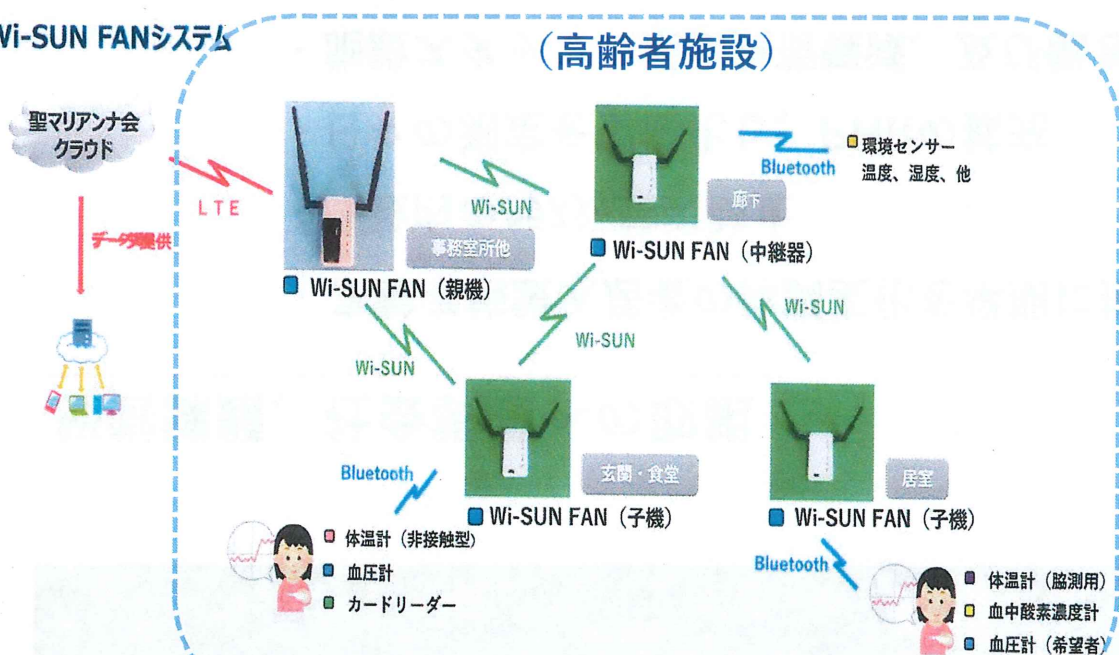 Wi-SUN FANシステム
（高齢者施設）
聖マリアンナ会
クラウド
LTE
データ提供
Wi-SUN
事務室所他
Wi-SUN FAN（親機）
Bluetooth
環境センサー
温度、湿度、他
廊下
Wi-SUN FAN（中継器）
Wi-SUN
Wi-SUN
Wi-SUN
玄関・食堂
Wi-SUN FAN（子機）
居室
Wi-SUN FAN（子機）
Bluetooth
体温計（非接触型）
血圧計
カードリーダー
Bluetooth
体温計（脇測用）
血中酸素濃度計
血圧計（希望者）